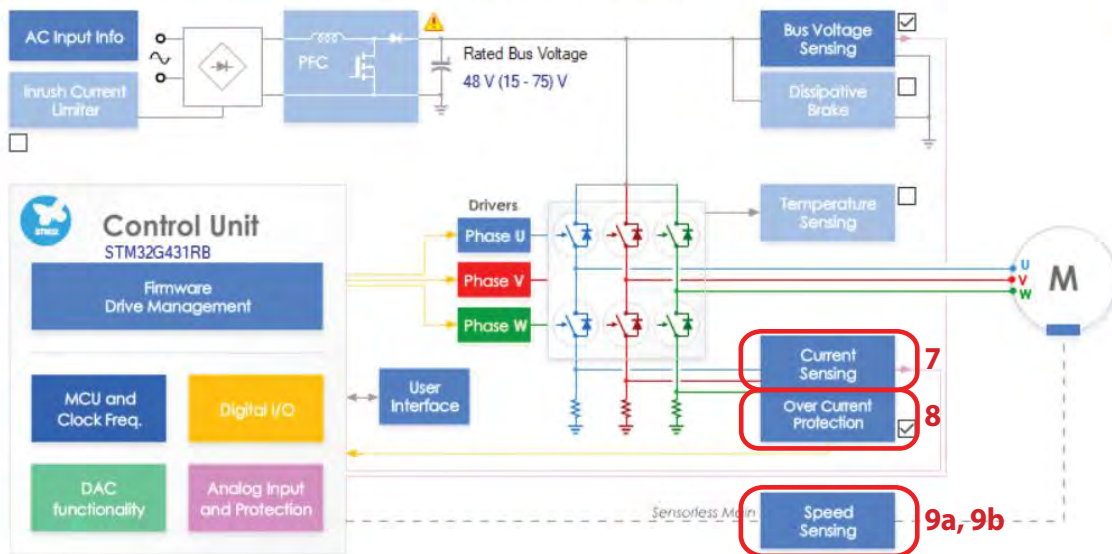 AC Input Info
Inrush Current
Limiter
PFC
Rated Bus Voltage
48 V (15 - 75) V
Bus Voltage
Sensing
Dissipative
Brake
STM32
Control Unit
STM32G431RB
Firmware
Drive Management
Drivers
Phase U
Phase V
Phase W
Temperature
Sensing
U
V
W
M
Current
Sensing
7
Over Current
Protection
8
MCU and
Clock Freq.
Digital I/O
User
Interface
DAC
functionality
Analog Input
and Protection
Sensorless Main
Speed
Sensing
9a, 9b